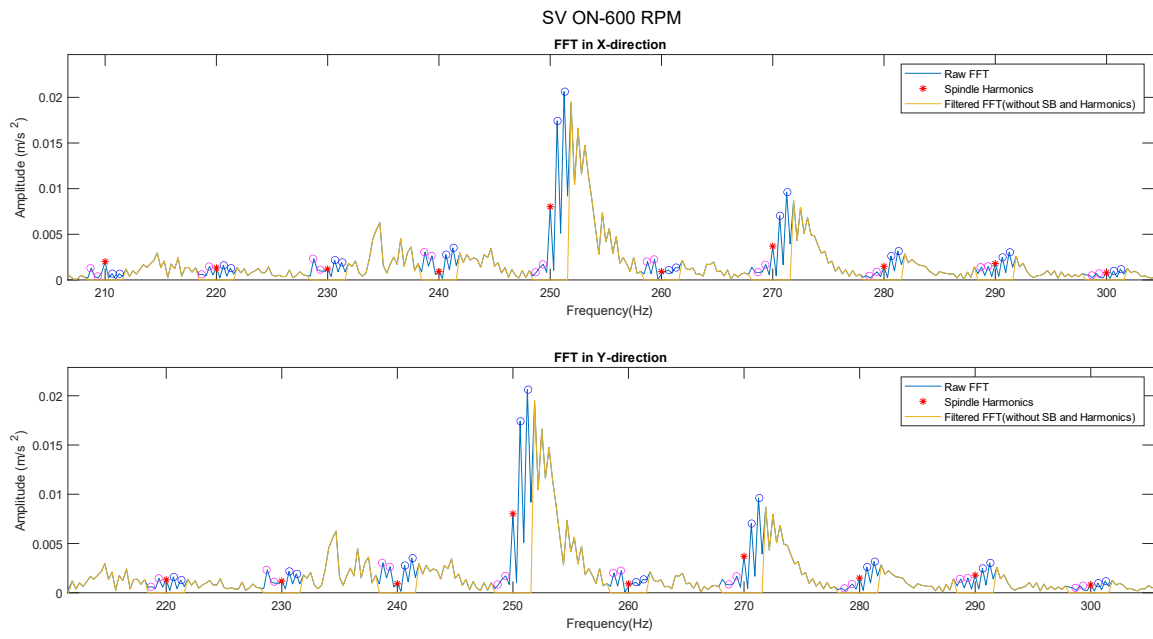 SV ON-600 RPM
FFT in X-direction
Raw FFT
Spindle Harmonics
Filtered FFT(without SB and Harmonics)
Amplitude (m/s 2)
0.02
0.015
0.01
0.005
0
210 220 230 240 250 260 270 280 290 300
Frequency(Hz)
FFT in Y-direction
Raw FFT
Spindle Harmonics
Filtered FFT(without SB and Harmonics)
Amplitude (m/s 2)
0.02
0.015
0.01
0.005
0
220 230 240 250 260 270 280 290 300
Frequency(Hz)